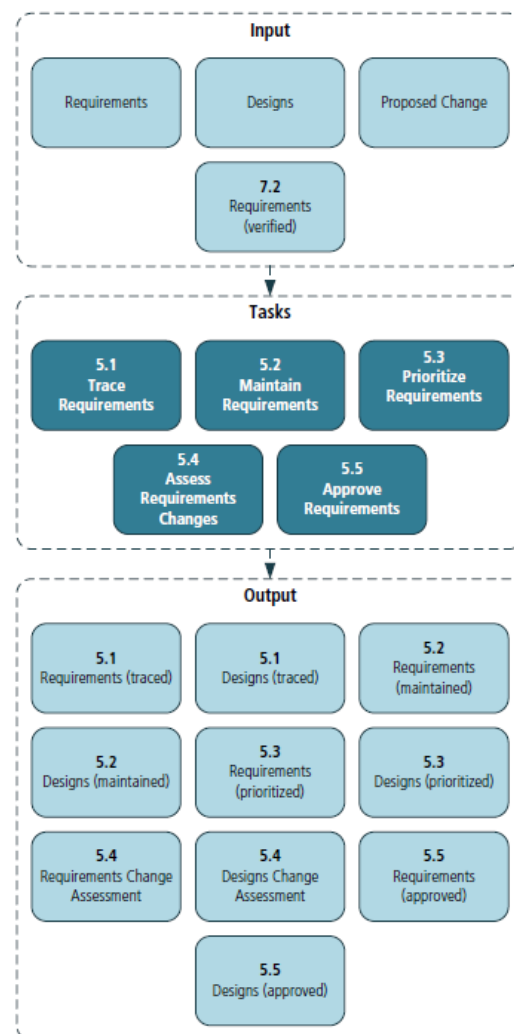 Input
Requirements
Designs
Proposed Change
7.2
Requirements
(verified)
Tasks
5.1
Trace
Requirements
5.2
Maintain
Requirements
5.3
Prioritize
Requirements
5.4
Assess
Requirements
Changes
5.5
Approve
Requirements
Output
5.1
Requirements (traced)
5.1
Designs (traced)
5.2
Requirements
(maintained)
5.2
Designs (maintained)
5.3
Requirements
(prioritized)
5.3
Designs (prioritized)
5.4
Requirements Change
Assessment
5.4
Designs Change
Assessment
5.5
Requirements
(approved)
5.5
Designs (approved)